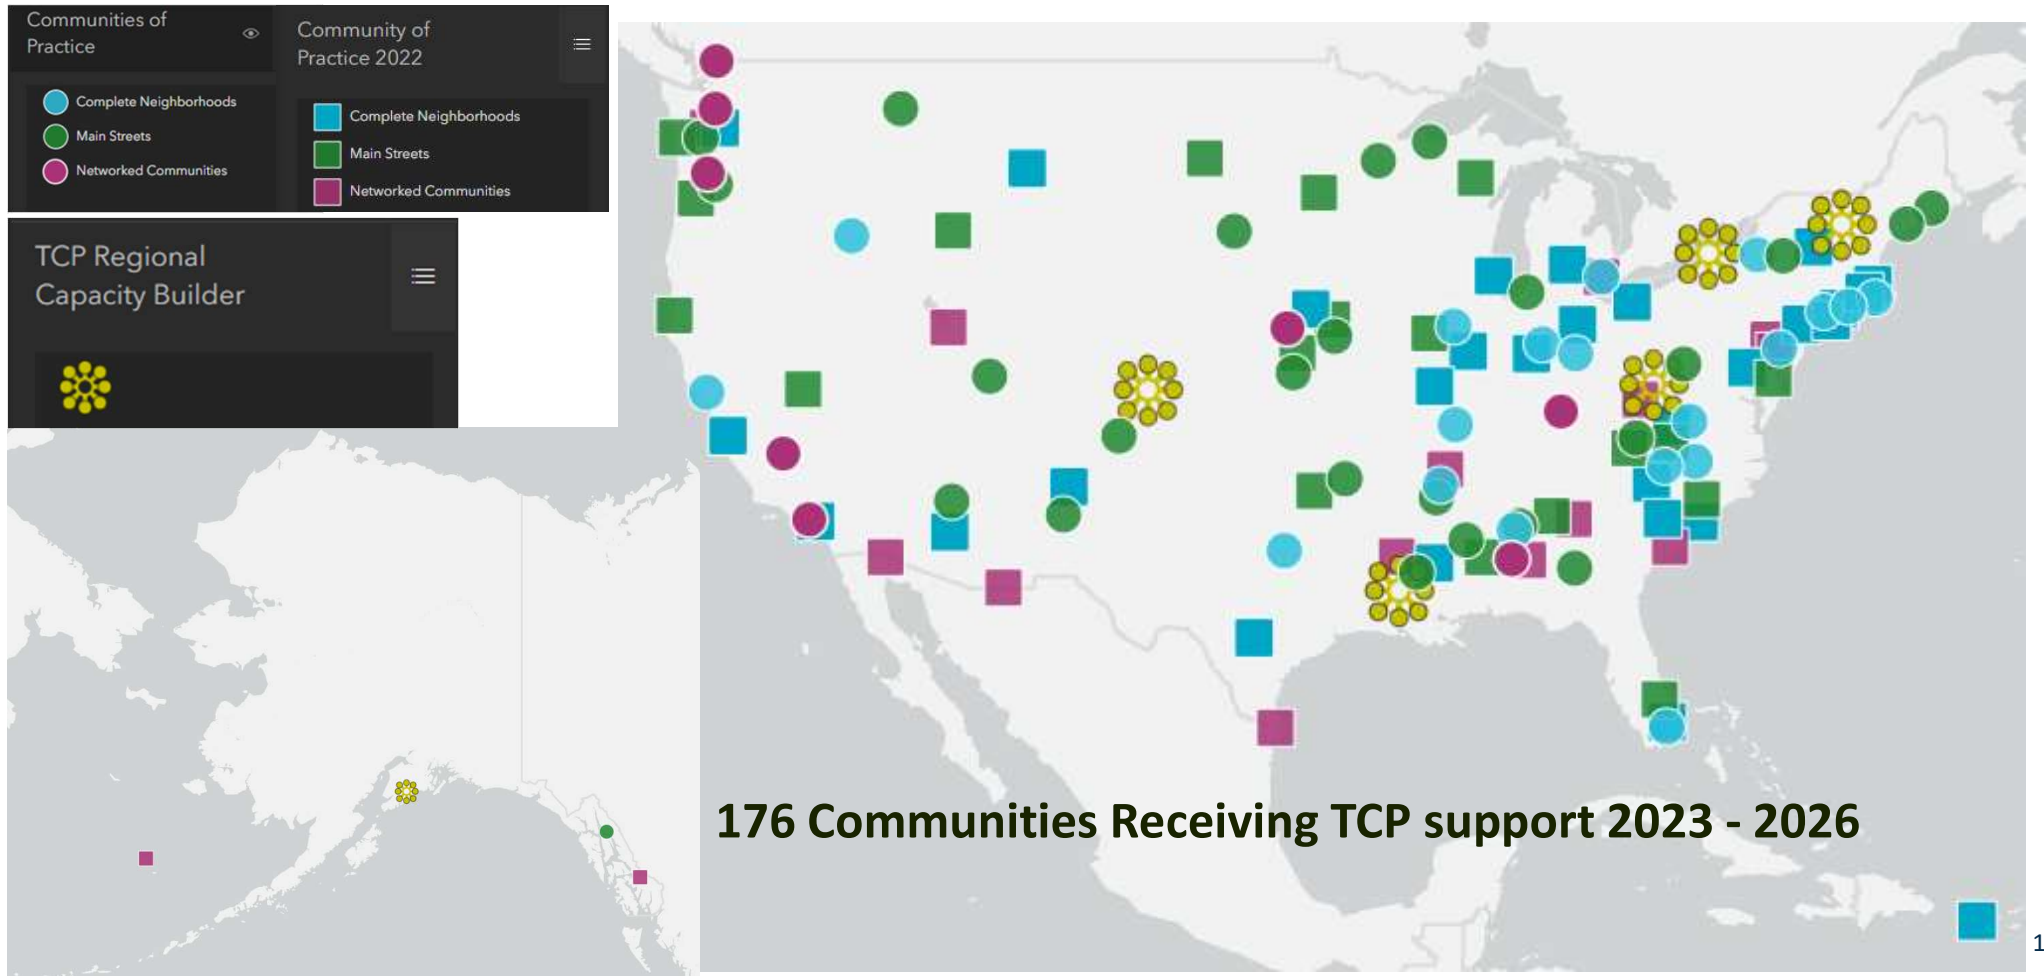 Communities of
Practice
Complete Neighborhoods
Main Streets
Networked Communities
Community of
Practice 2022
Complete Neighborhoods
Main Streets
Networked Communities
TCP Regional
Capacity Builder
176 Communities Receiving TCP support 2023 - 2026
1